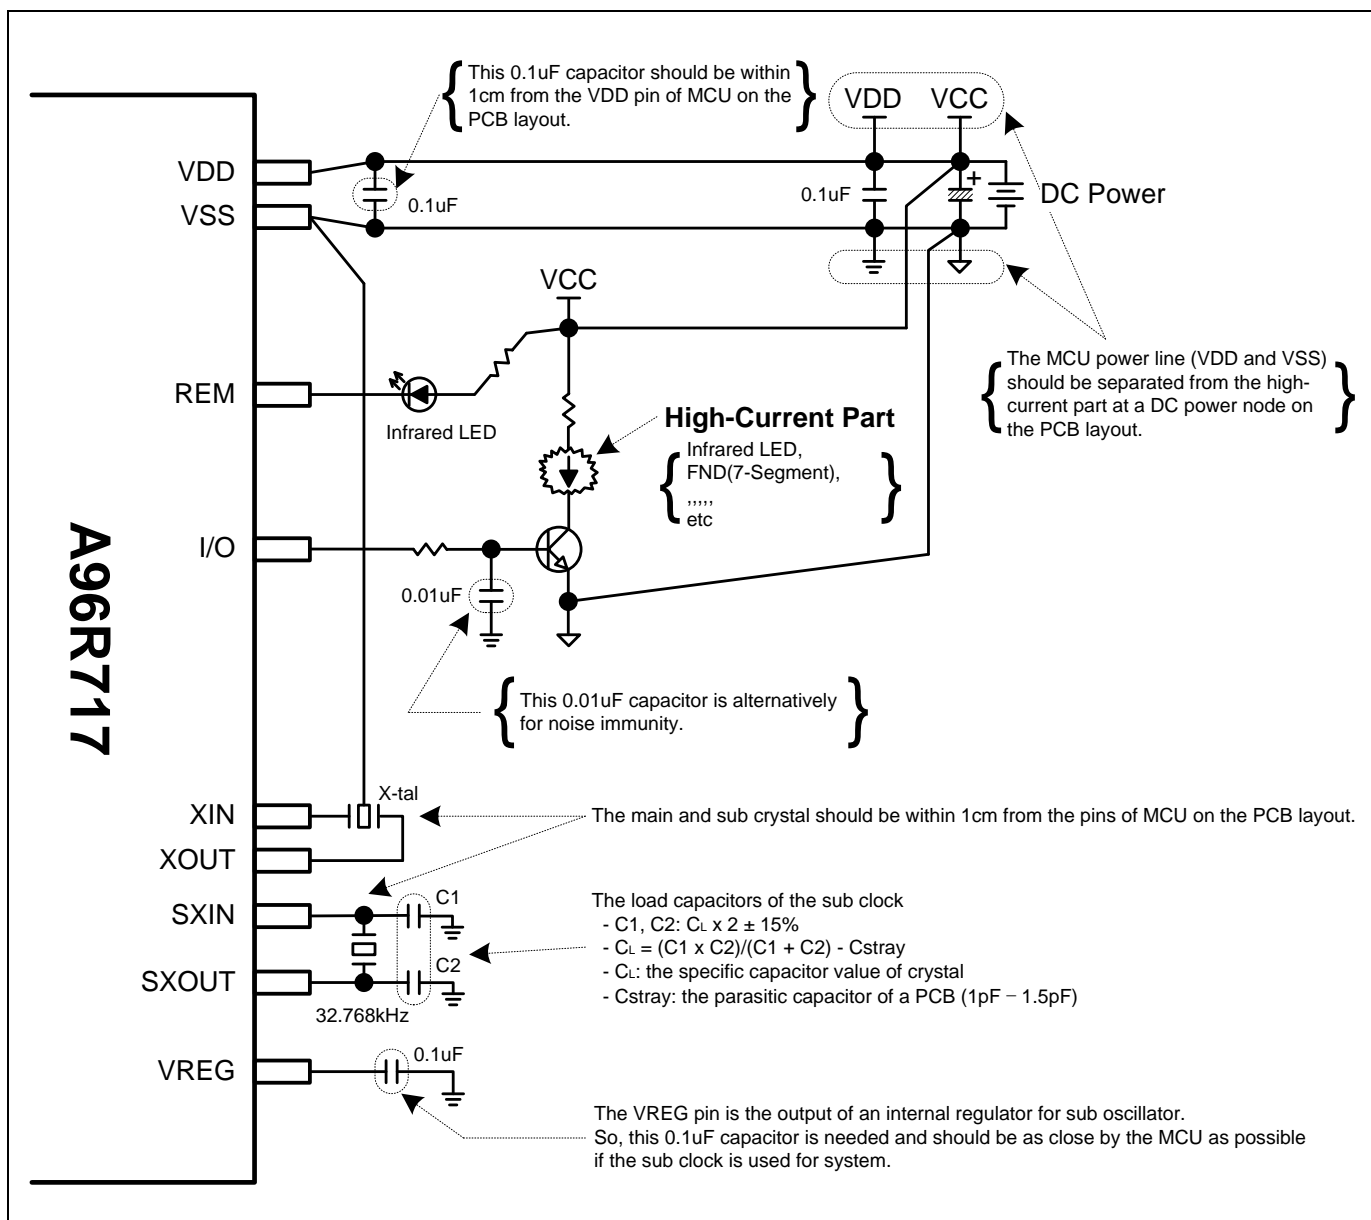 This 0.1uF capacitor should be within
1cm from the VDD pin of MCU on the
PCB layout.
VDD VCC
VDD
VSS
0.1uF
0.1uF
+
DC Power
VCC
The MCU power line (VDD and VSS)
should be separated from the high-
current part at a DC power node on
the PCB layout.
REM
Infrared LED
High-Current Part
Infrared LED,
FND(7-Segment),
,,,,,
etc
I/O
0.01uF
A96R717
This 0.01uF capacitor is alternatively
for noise immunity.
X-tal
XIN
XOUT
The main and sub crystal should be within 1cm from the pins of MCU on the PCB layout.
SXIN
C1
SXOUT
C2
32.768kHz
The load capacitors of the sub clock
- C1, C2: CL x 2 ± 15%
- CL = (C1 x C2)/(C1 + C2) - Cstray
- CL: the specific capacitor value of crystal
- Cstray: the parasitic capacitor of a PCB (1pF – 1.5pF)
VREG
0.1uF
The VREG pin is the output of an internal regulator for sub oscillator.
So, this 0.1uF capacitor is needed and should be as close by the MCU as possible
if the sub clock is used for system.